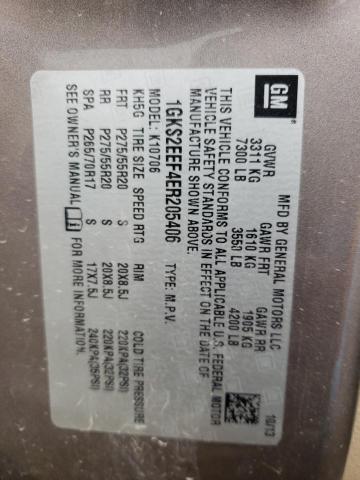 GM
MFD BY GENERAL MOTORS LLC
10/13
GVWR GAWR FRT GAWR RR
3311 KG 1610 KG 1905 KG
7300 LB 3550 LB 4200 LB
THIS VEHICLE CONFORMS TO ALL APPLICABLE U.S. FEDERAL MOTOR
VEHICLE SAFETY STANDARDS IN EFFECT ON THE DATE OF
MANUFACTURE SHOWN ABOVE.
1GKS2EEF4ER205406 TYPE: M.P.V.
MODEL: K10706
KH5G TIRE SIZE SPEED RTG RIM COLD TIRE PRESSURE
FRT P275/55R20 S 20X8.5J 220KPA(32PSI)
RR P275/55R20 S 20X8.5J 220KPA(32PSI)
SPA P265/70R17 S 17X7.5J 240KPA(35PSI)
SEE OWNER'S MANUAL i FOR MORE INFORMATION.